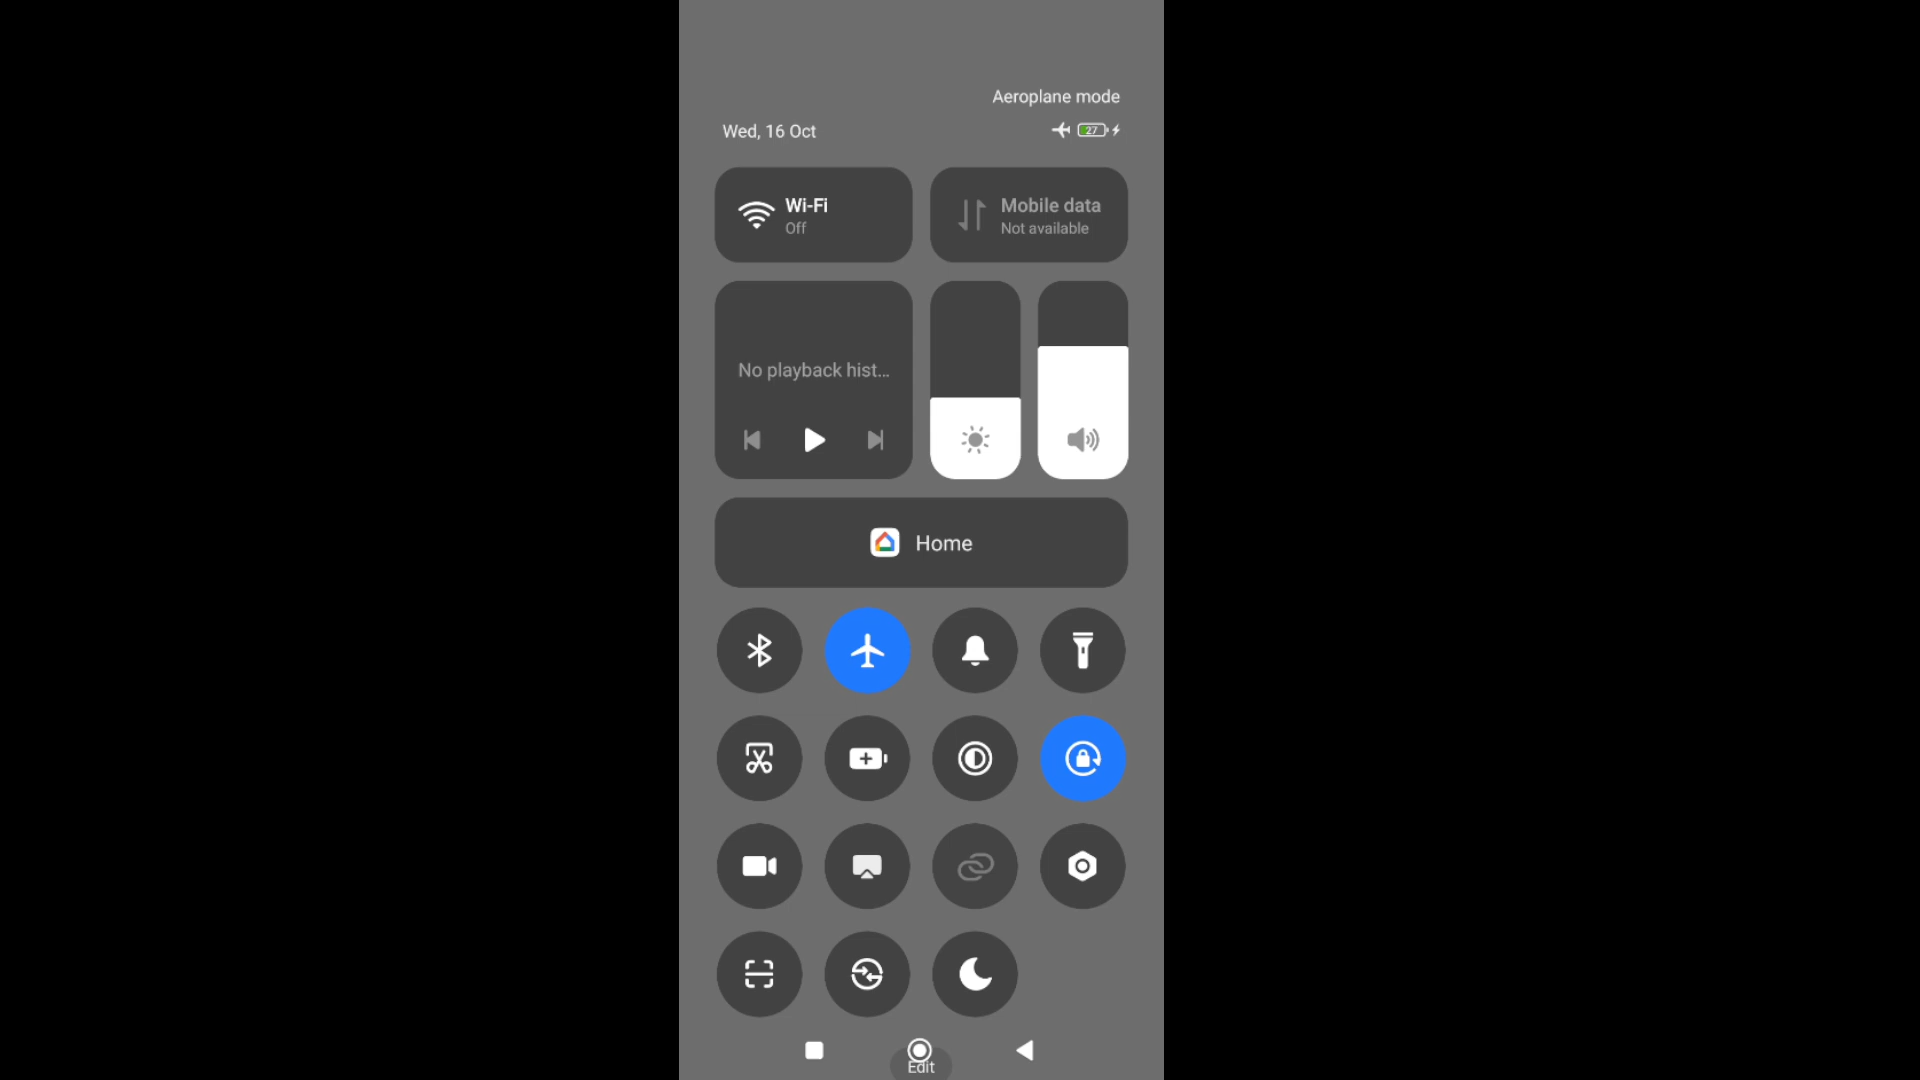 Aeroplane mode
Wed, 16 Oct
27
Wi-Fi
Off
Mobile data
Not available
No playback hist...
Home
Edit